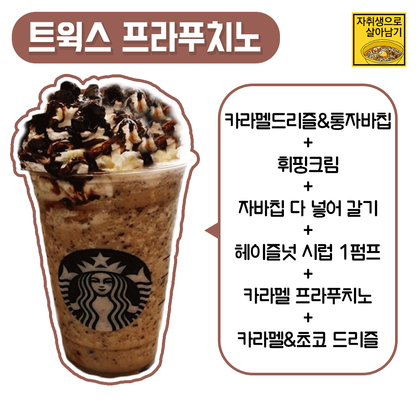 트윅스 프라푸치노
자취생으로
살아남기
카라멜드리즐&통자바칩
+
휘핑크림
+
자바칩 다 넣어 갈기
+
헤이즐넛 시럽 1펌프
+
카라멜 프라푸치노
+
카라멜&초코 드리즐